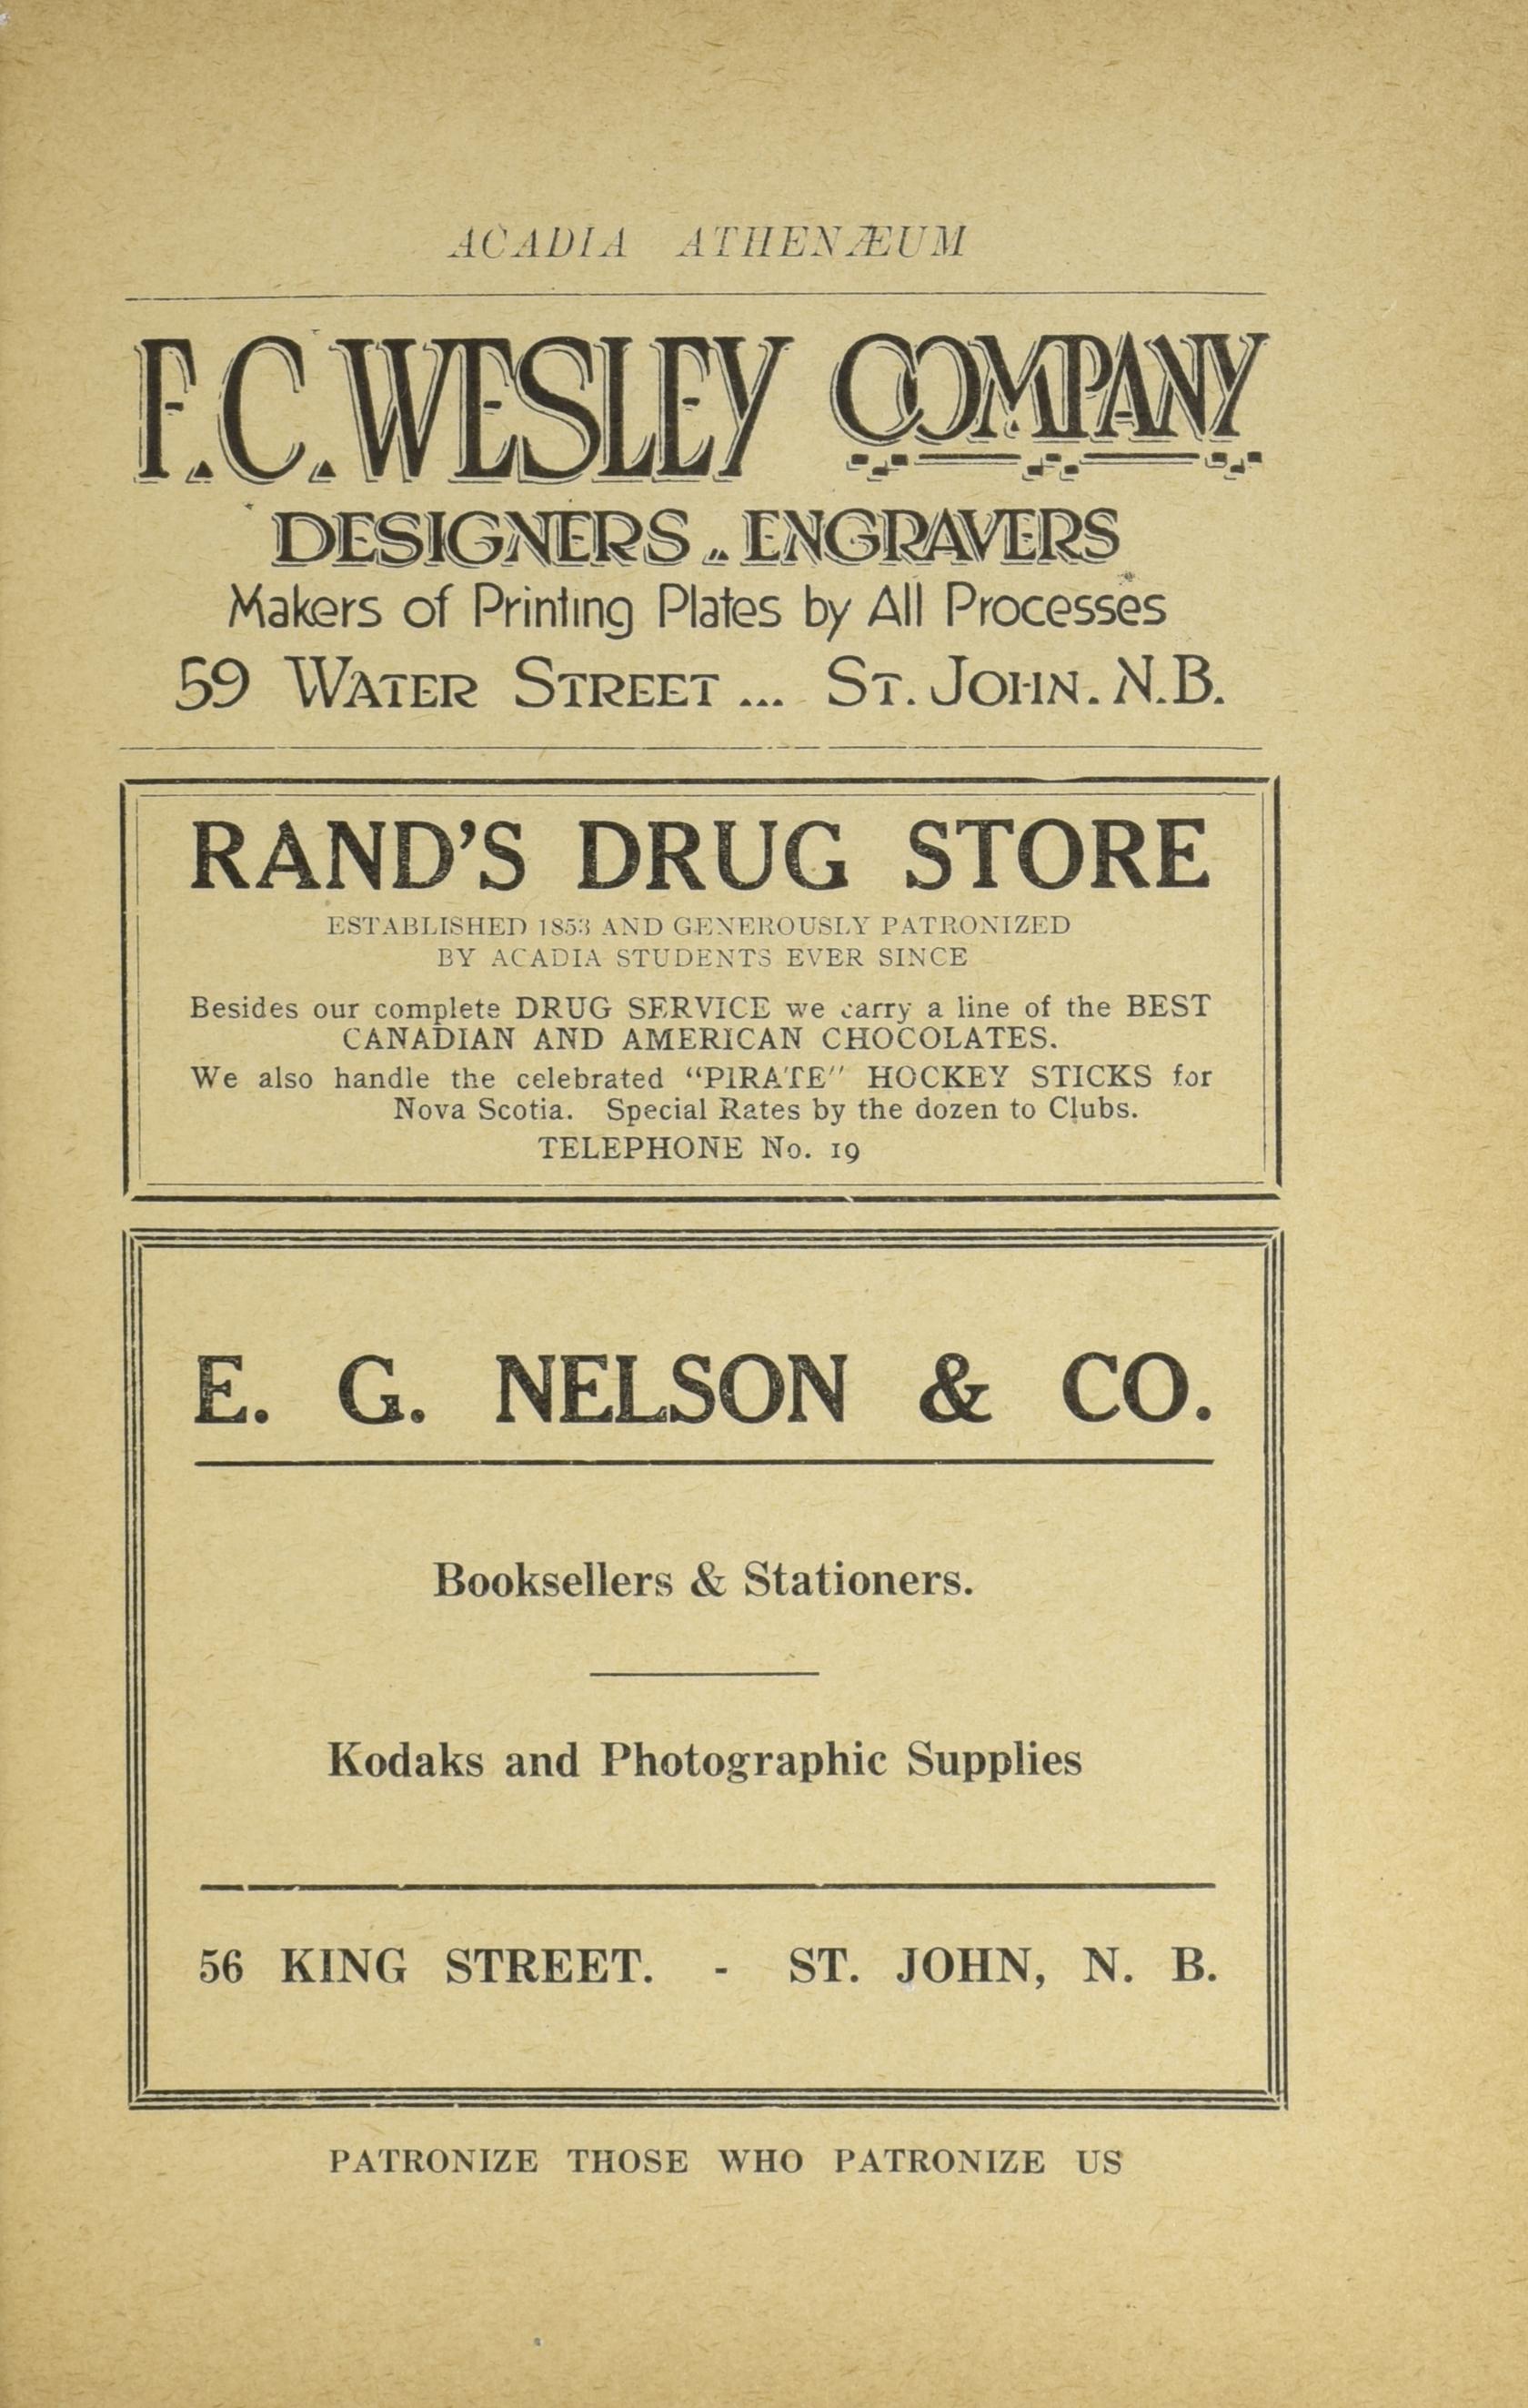 ACADIA ATHENÆUM
F. C. WESLEY COMPANY
DESIGNERS .. ENGRAVERS
Makers of Printing Plates by All Processes
59 WATER STREET ... ST. JOHN. N.B.
RAND'S DRUG STORE
ESTABLISHED 1853 AND GENEROUSLY PATRONIZED
BY ACADIA STUDENTS EVER SINCE
Besides our complete DRUG SERVICE we carry a line of the BEST
CANADIAN AND AMERICAN CHOCOLATES.
We also handle the celebrated "PIRATE" HOCKEY STICKS for
Nova Scotia. Special Rates by the dozen to Clubs.
TELEPHONE No. 19
E. G. NELSON & CO.
Booksellers & Stationers.
Kodaks and Photographic Supplies
56 KING STREET. - ST. JOHN, N. B.
PATRONIZE THOSE WHO PATRONIZE US